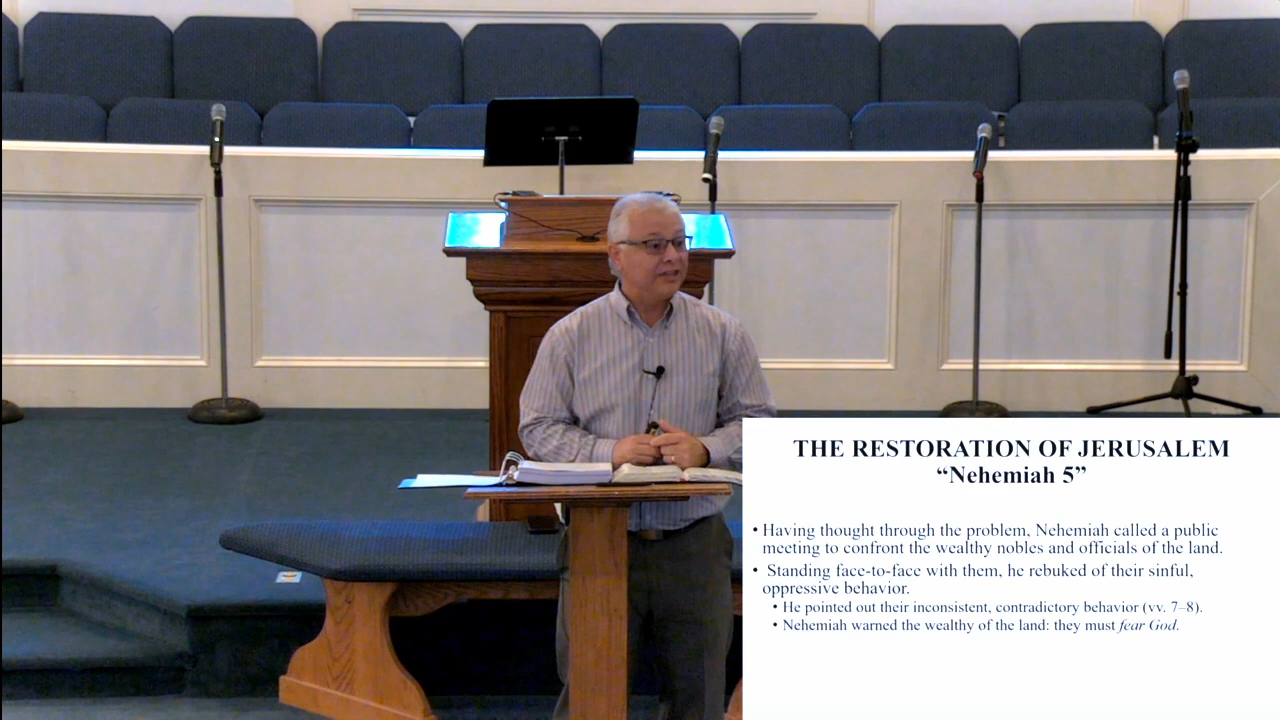 THE RESTORATION OF JERUSALEM
“Nehemiah 5”
• Having thought through the problem, Nehemiah called a public
meeting to confront the wealthy nobles and officials of the land.
• Standing face-to-face with them, he rebuked of their sinful,
oppressive behavior.
• He pointed out their inconsistent, contradictory behavior (vv. 7–8).
• Nehemiah warned the wealthy of the land: they must fear God.